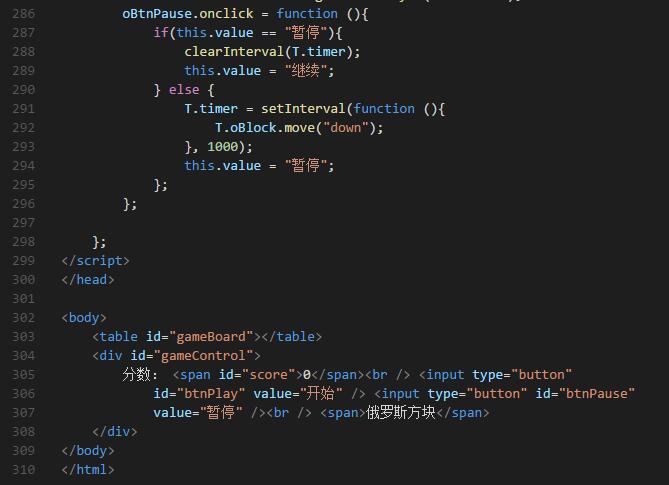 286 oBtnPause.onclick = function (){
287 if(this.value == "暂停"){
288 clearInterval(T.timer);
289 this.value = "继续";
290 } else {
291 T.timer = setInterval(function (){
292 T.oBlock.move("down");
293 }, 1000);
294 this.value = "暂停";
295 };
296 };
297
298 };
299 </script>
300 </head>
301
302 <body>
303 <table id="gameBoard"></table>
304 <div id="gameControl">
305 分数： <span id="score">0</span><br /> <input type="button"
306 id="btnPlay" value="开始" /> <input type="button" id="btnPause"
307 value="暂停" /><br /> <span>俄罗斯方块</span>
308 </div>
309 </body>
310 </html>